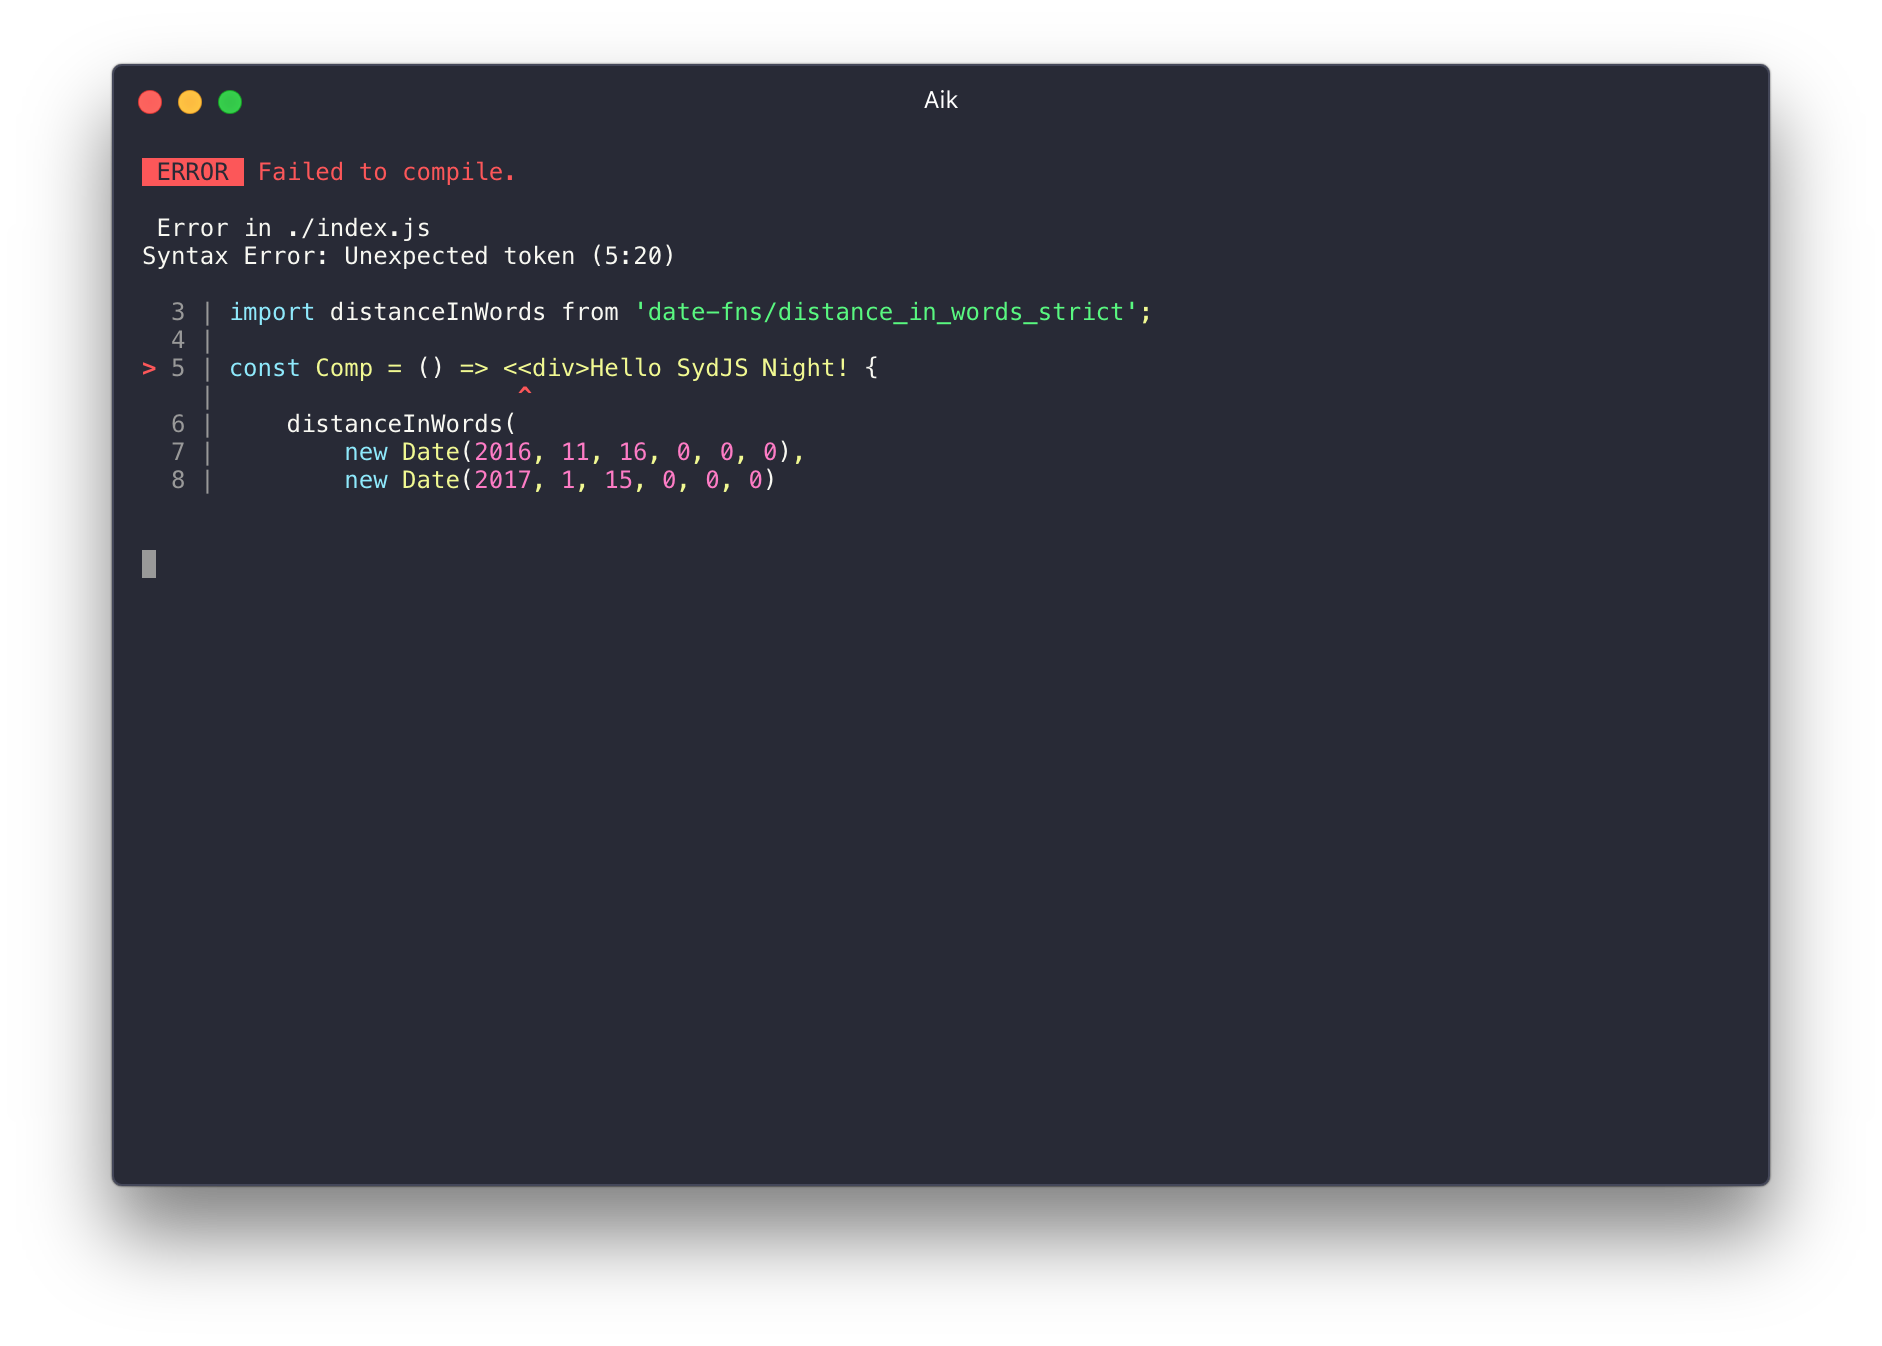 Aik
ERROR Failed to compile.
Error in ./index.js
Syntax Error: Unexpected token (5:20)
3 | import distanceInWords from 'date-fns/distance_in_words_strict';
4 |
> 5 | const Comp = () => <<div>Hello SydJS Night! {
| ^
6 | distanceInWords(
7 | new Date(2016, 11, 16, 0, 0, 0),
8 | new Date(2017, 1, 15, 0, 0, 0)